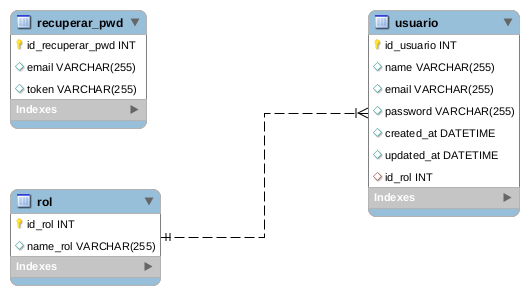 recuperar_pwd
id_recuperar_pwd INT
email VARCHAR(255)
token VARCHAR(255)
Indexes
usuario
id_usuario INT
name VARCHAR(255)
email VARCHAR(255)
password VARCHAR(255)
created_at DATETIME
updated_at DATETIME
id_rol INT
Indexes
rol
id_rol INT
name_rol VARCHAR(255)
Indexes